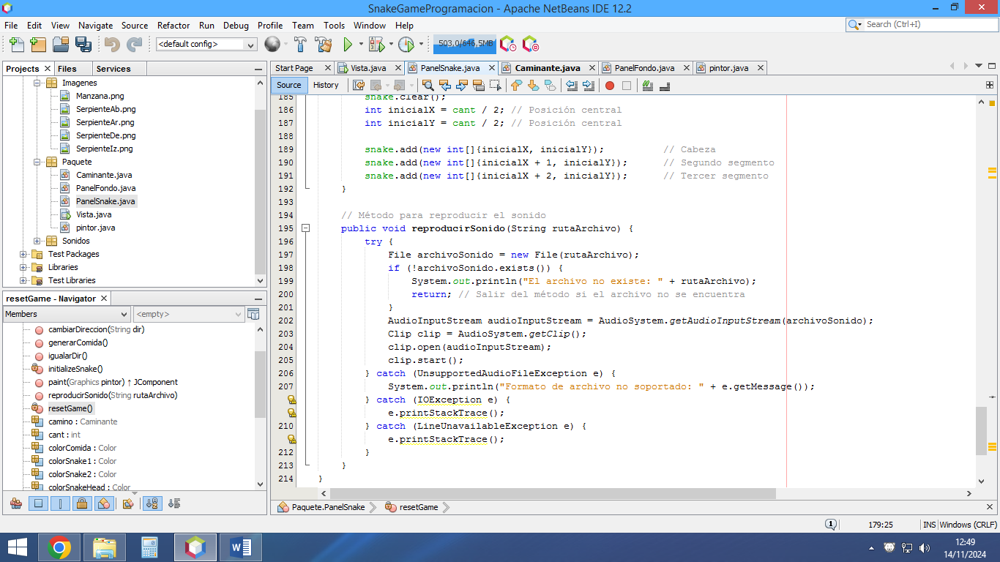 SnakeGameProgramacion - Apache NetBeans IDE 12.2
File Edit View Navigate Source Refactor Run Debug Profile Team Tools Window Help
Search (Ctrl+I)
<default config>
503,0/646,5MB
Projects Files Services
Imagenes
Manzana.png
SerpienteAb.png
SerpienteAr.png
SerpienteDe.png
SerpienteIz.png
Paquete
Caminante.java
PanelFondo.java
PanelSnake.java
Vista.java
pintor.java
Sonidos
Test Packages
Libraries
Test Libraries
resetGame - Navigator
Members
<empty>
cambiarDireccion(String dir)
generarComida()
igualarDir()
initializeSnake()
paint(Graphics pintor) ↑ JComponent
reproducirSonido(String rutaArchivo)
resetGame()
camino : Caminante
cant : int
colorComida : Color
colorSnake1 : Color
colorSnake2 : Color
colorSnakeHead : Color
Start Page Vista.java PanelSnake.java Caminante.java PanelFondo.java pintor.java
Source History
185 snake.clear();
186 int inicialX = cant / 2; // Posición central
187 int inicialY = cant / 2; // Posición central
188
189 snake.add(new int[]{inicialX, inicialY}); // Cabeza
190 snake.add(new int[]{inicialX + 1, inicialY}); // Segundo segmento
191 snake.add(new int[]{inicialX + 2, inicialY}); // Tercer segmento
192 }
193
194 // Método para reproducir el sonido
195 public void reproducirSonido(String rutaArchivo) {
196 try {
197 File archivoSonido = new File(rutaArchivo);
198 if (!archivoSonido.exists()) {
199 System.out.println("El archivo no existe: " + rutaArchivo);
200 return; // Salir del método si el archivo no se encuentra
201 }
202 AudioInputStream audioInputStream = AudioSystem.getAudioInputStream(archivoSonido);
203 Clip clip = AudioSystem.getClip();
204 clip.open(audioInputStream);
205 clip.start();
206 } catch (UnsupportedAudioFileException e) {
207 System.out.println("Formato de archivo no soportado: " + e.getMessage());
} catch (IOException e) {
e.printStackTrace();
210 } catch (LineUnavailableException e) {
e.printStackTrace();
212 }
213 }
214 }
Paquete.PanelSnake resetGame
1 179:25 INS Windows (CRLF)
12:49
14/11/2024